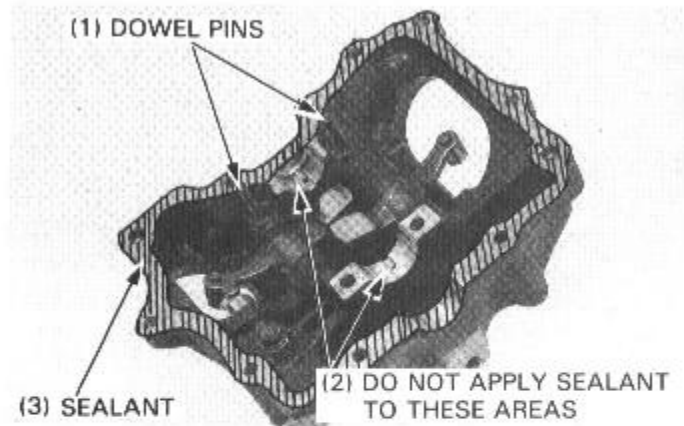 (1) DOWEL PINS
(2) DO NOT APPLY SEALANT
TO THESE AREAS
(3) SEALANT